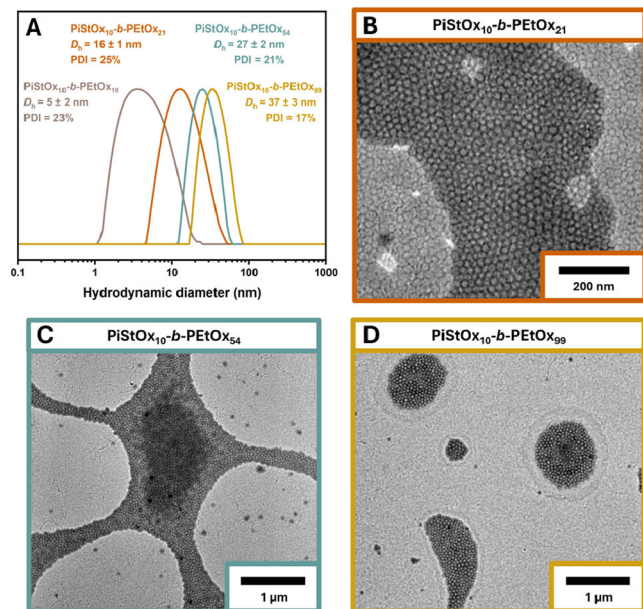 A
PiStOx₁₀-b-PEtOx₂₁
Dₕ = 16 ± 1 nm
PDI = 25%
PiStOx₁₀-b-PEtOx₅₄
Dₕ = 27 ± 2 nm
PDI = 21%
PiStOx₁₀-b-PEtOx₁₀
Dₕ = 5 ± 2 nm
PDI = 23%
PiStOx₁₀-b-PEtOx₉₉
Dₕ = 37 ± 3 nm
PDI = 17%
0.1 1 10 100 1000
Hydrodynamic diameter (nm)
B PiStOx₁₀-b-PEtOx₂₁
200 nm
C PiStOx₁₀-b-PEtOx₅₄
1 µm
D PiStOx₁₀-b-PEtOx₉₉
1 µm